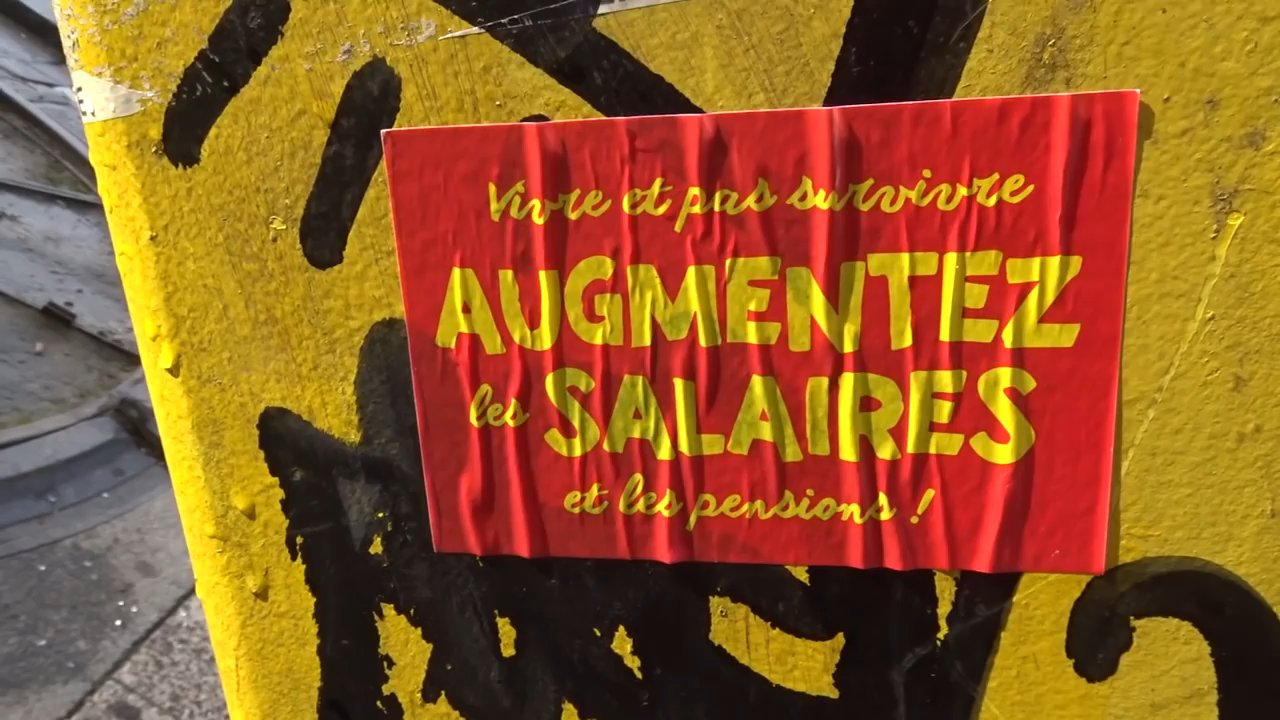 Vivre et pas survivre
AUGMENTEZ
les SALAIRES
et les pensions !